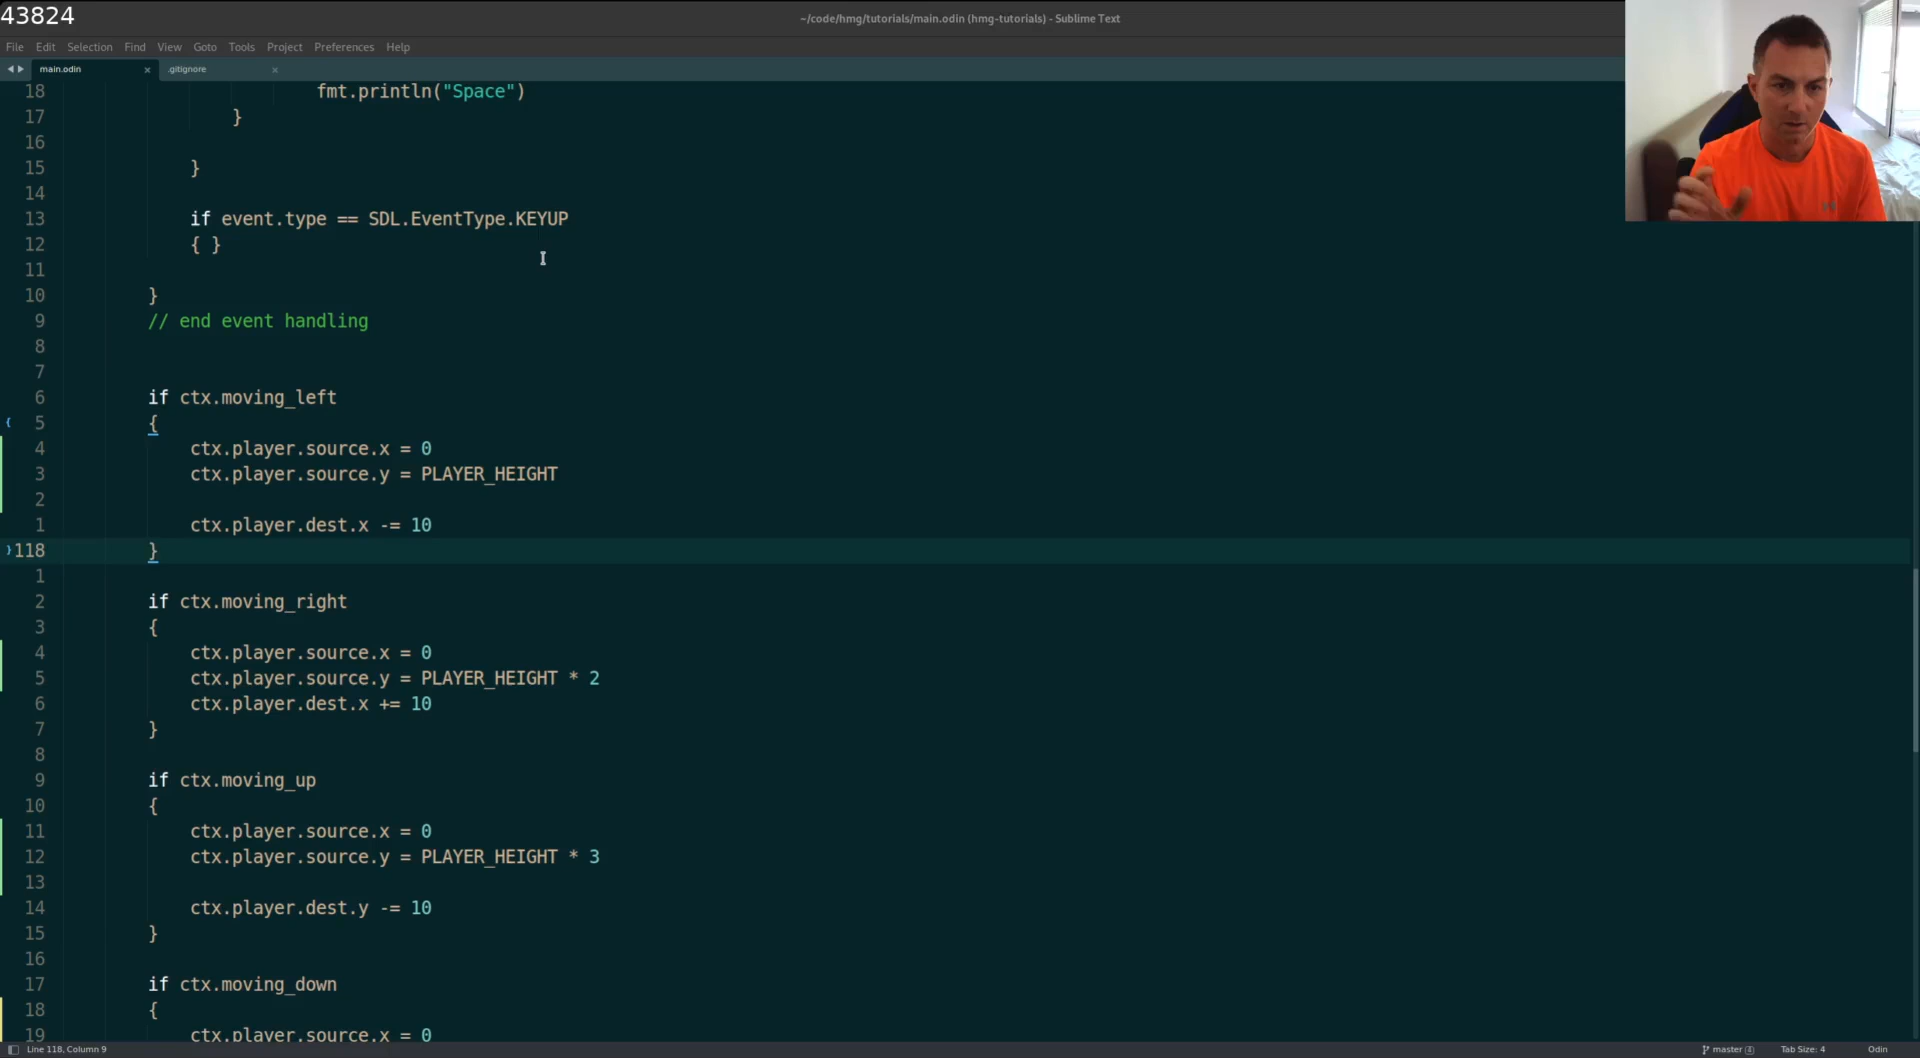 43824
~/code/hmg/tutorials/main.odin (hmg-tutorials) - Sublime Text
File Edit Selection Find View Goto Tools Project Preferences Help
main.odin × .gitignore ×
18 fmt.println("Space")
17 }
16
15 }
14
13 if event.type == SDL.EventType.KEYUP
12 { }
11
10 }
9 // end event handling
8
7
6 if ctx.moving_left
{ 5 {
4 ctx.player.source.x = 0
3 ctx.player.source.y = PLAYER_HEIGHT
2
1 ctx.player.dest.x -= 10
} 118 }
1
2 if ctx.moving_right
3 {
4 ctx.player.source.x = 0
5 ctx.player.source.y = PLAYER_HEIGHT * 2
6 ctx.player.dest.x += 10
7 }
8
9 if ctx.moving_up
10 {
11 ctx.player.source.x = 0
12 ctx.player.source.y = PLAYER_HEIGHT * 3
13
14 ctx.player.dest.y -= 10
15 }
16
17 if ctx.moving_down
18 {
19 ctx.player.source.x = 0
Line 118, Column 9 master 4 Tab Size: 4 Odin